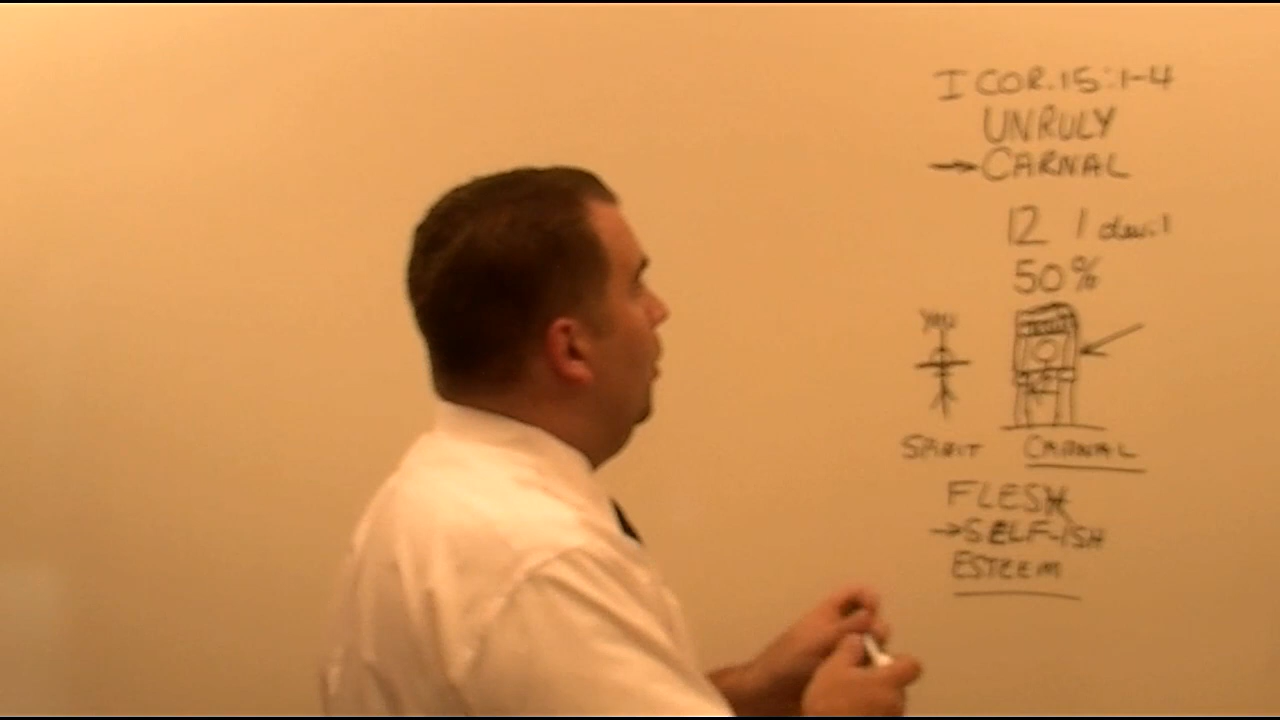 I COR. 15:1-4
UNRULY
→CARNAL
12 1 devil
50%
YOU
SPIRIT CARNAL
FLESH
→SELF-ISH
ESTEEM